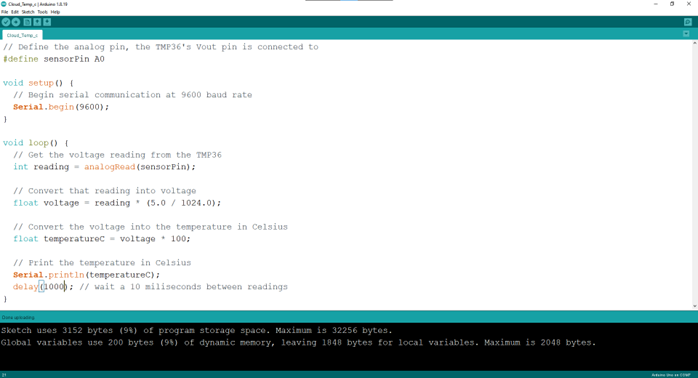 Cloud_Temp_c | Arduino 1.8.19
File Edit Sketch Tools Help
Cloud_Temp_c
// Define the analog pin, the TMP36's Vout pin is connected to
#define sensorPin A0
void setup() {
// Begin serial communication at 9600 baud rate
Serial.begin(9600);
}
void loop() {
// Get the voltage reading from the TMP36
int reading = analogRead(sensorPin);
// Convert that reading into voltage
float voltage = reading * (5.0 / 1024.0);
// Convert the voltage into the temperature in Celsius
float temperatureC = voltage * 100;
// Print the temperature in Celsius
Serial.println(temperatureC);
delay(1000); // wait a 10 miliseconds between readings
}
Done uploading.
Sketch uses 3152 bytes (9%) of program storage space. Maximum is 32256 bytes.
Global variables use 200 bytes (9%) of dynamic memory, leaving 1848 bytes for local variables. Maximum is 2048 bytes.